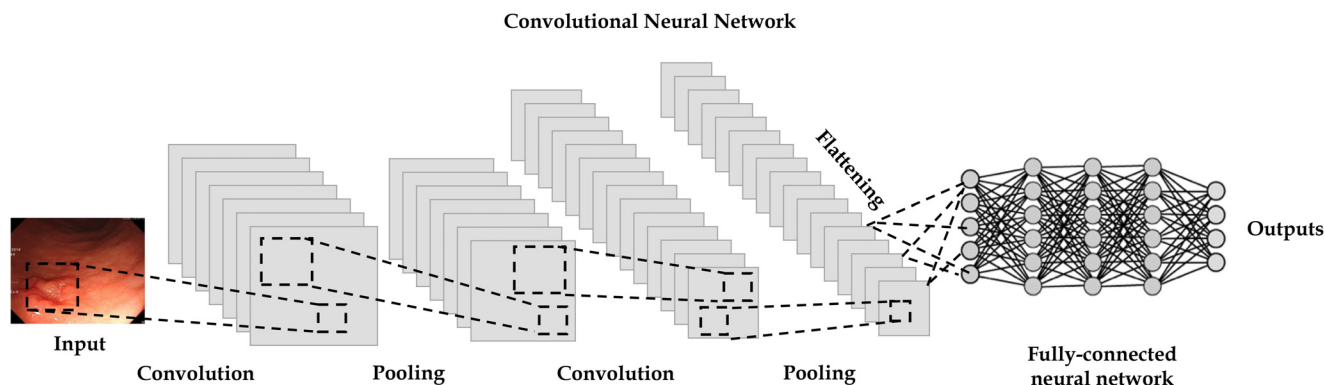 Convolutional Neural Network
Flattening
Outputs
Input
Convolution
Pooling
Convolution
Pooling
Fully-connected
neural network